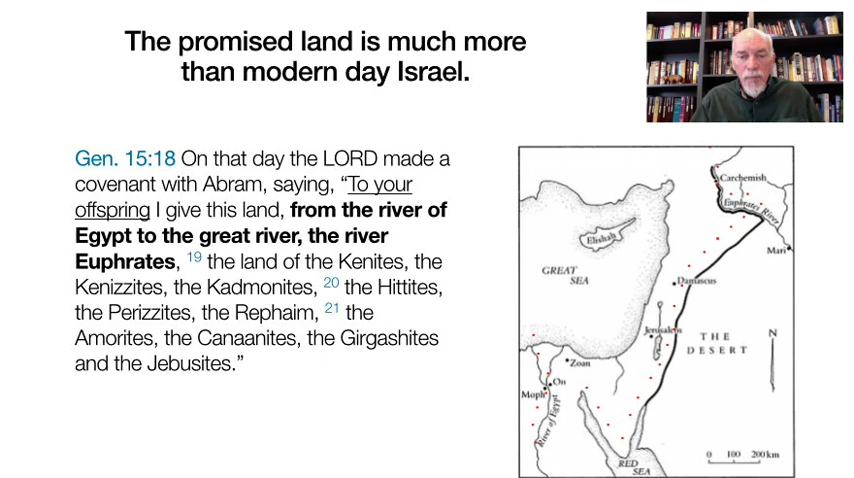 The promised land is much more
than modern day Israel.
Gen. 15:18 On that day the LORD made a
covenant with Abram, saying, “To your
offspring I give this land, from the river of
Egypt to the great river, the river
Euphrates, 19 the land of the Kenites, the
Kenizzites, the Kadmonites, 20 the Hittites,
the Perizzites, the Rephaim, 21 the
Amorites, the Canaanites, the Girgashites
and the Jebusites.”
Carchemish
Euphrates River
Elishah
Mari
GREAT
SEA
Damascus
Jerusalem
THE
DESERT
N
Zoan
On
Moph
River of Egypt
RED
SEA
0 100 200 km